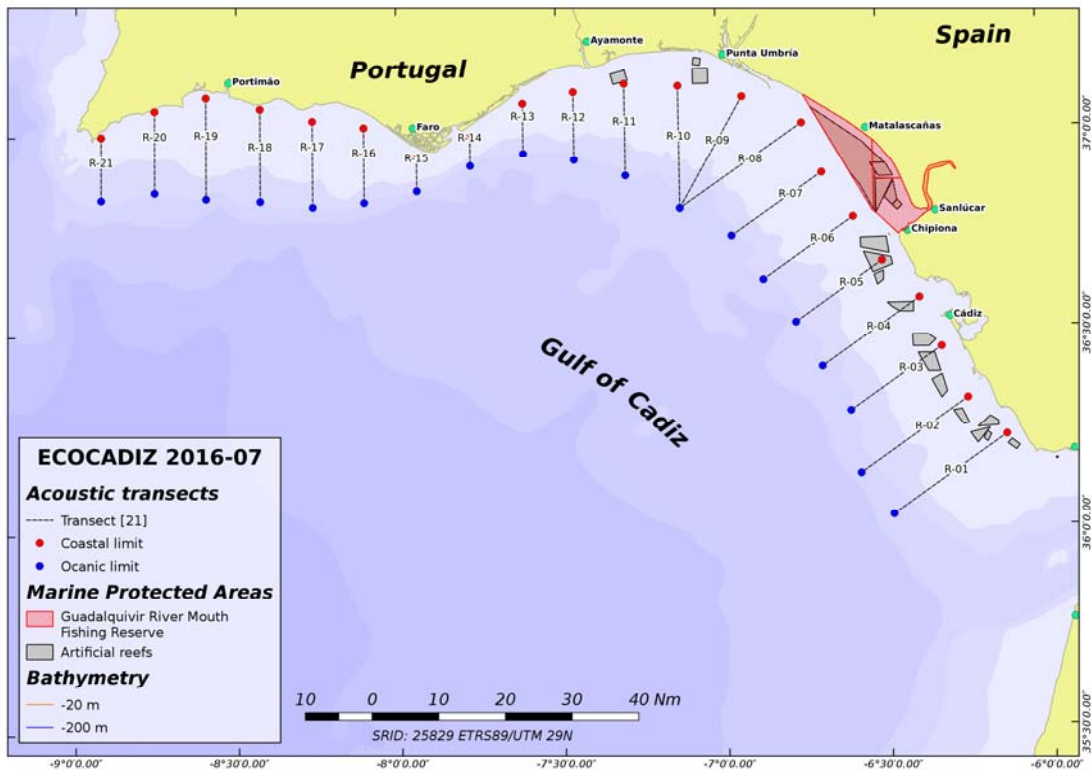 Spain
Portugal
Ayamonte
Punta Umbría
Portimão
Faro
Matalascañas
Sanlúcar
Chipiona
Cádiz
R-21
R-20
R-19
R-18
R-17
R-16
R-15
R-14
R-13
R-12
R-11
R-10
R-09
R-08
R-07
R-06
R-05
R-04
R-03
R-02
R-01
Gulf of Cadiz
37°0'0.00"
36°30'0.00"
36°0'0.00"
35°30'0.00"
ECOCADIZ 2016-07
Acoustic transects
Transect [21]
Coastal limit
Ocanic limit
Marine Protected Areas
Guadalquivir River Mouth
Fishing Reserve
Artificial reefs
Bathymetry
-20 m
-200 m
10 0 10 20 30 40 Nm
SRID: 25829 ETRS89/UTM 29N
-9°0'0.00" -8°30'0.00" -8°0'0.00" -7°30'0.00" -7°0'0.00" -6°30'0.00" -6°0'0.00"